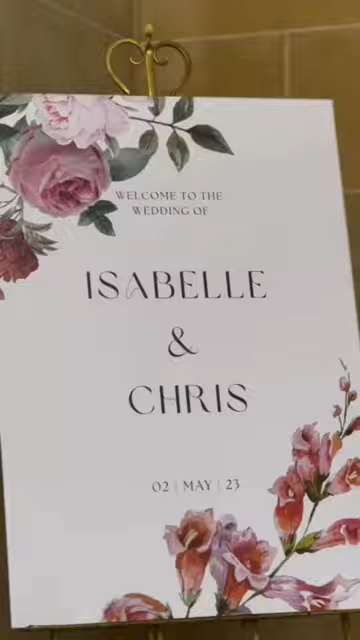 WELCOME TO THE
WEDDING OF
ISABELLE
&
CHRIS
02 | MAY | 23